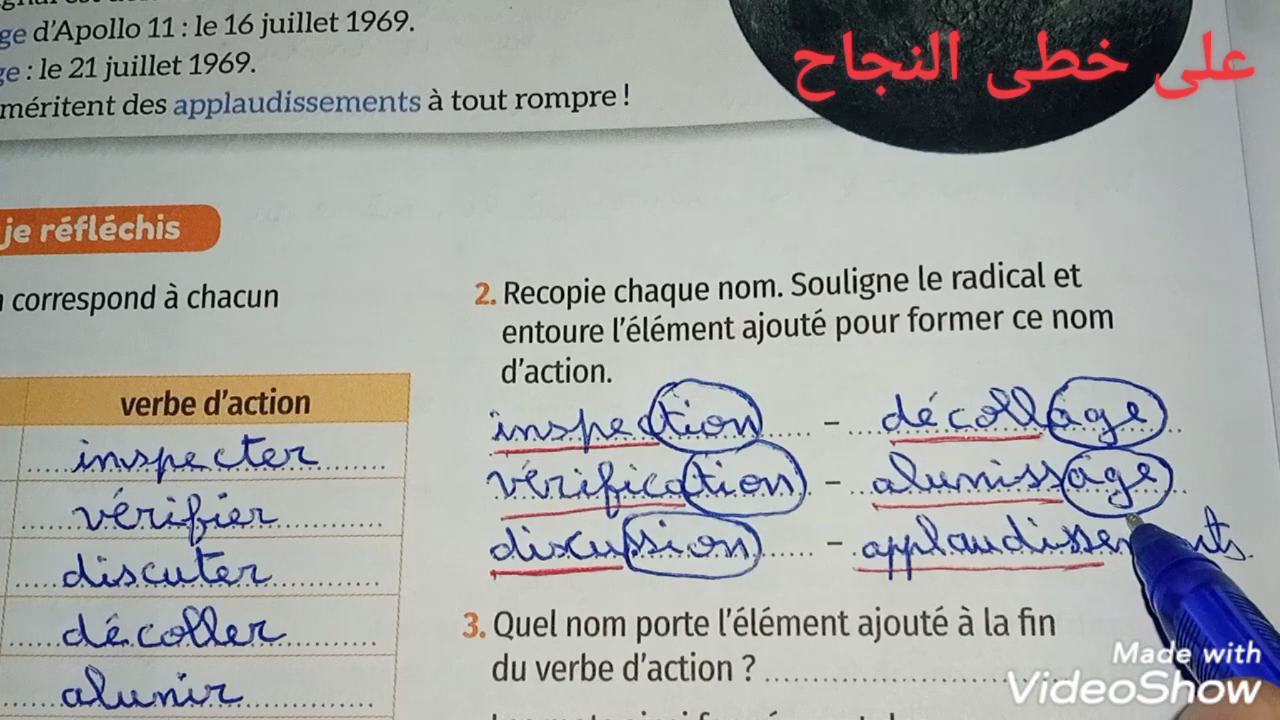 ge d'Apollo 11 : le 16 juillet 1969.
ge : le 21 juillet 1969.
méritent des applaudissements à tout rompre !
على خطى النجاح
je réfléchis
correspond à chacun
verbe d'action
inspecter
vérifier
discuter
décoller
alunir
2. Recopie chaque nom. Souligne le radical et
entoure l'élément ajouté pour former ce nom
d'action.
inspection - décollage
vérification - alunissage
discussion - applaudissements
3. Quel nom porte l'élément ajouté à la fin
du verbe d'action ?
Made with
VideoShow